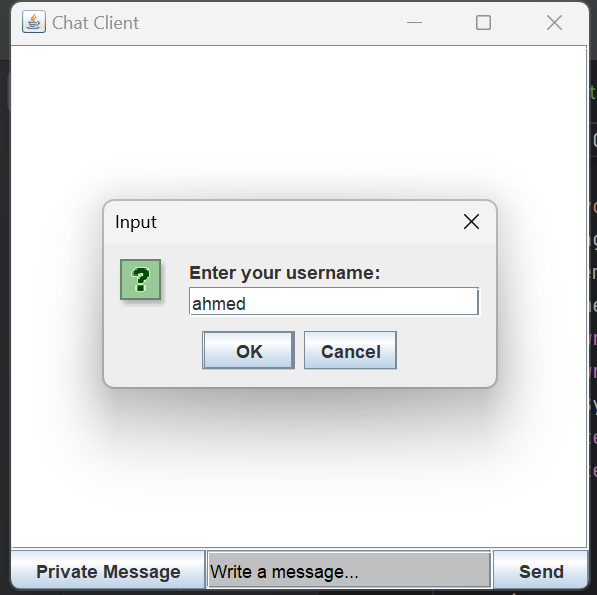 Chat Client
Input
?
Enter your username:
ahmed
OK Cancel
Private Message Write a message... Send